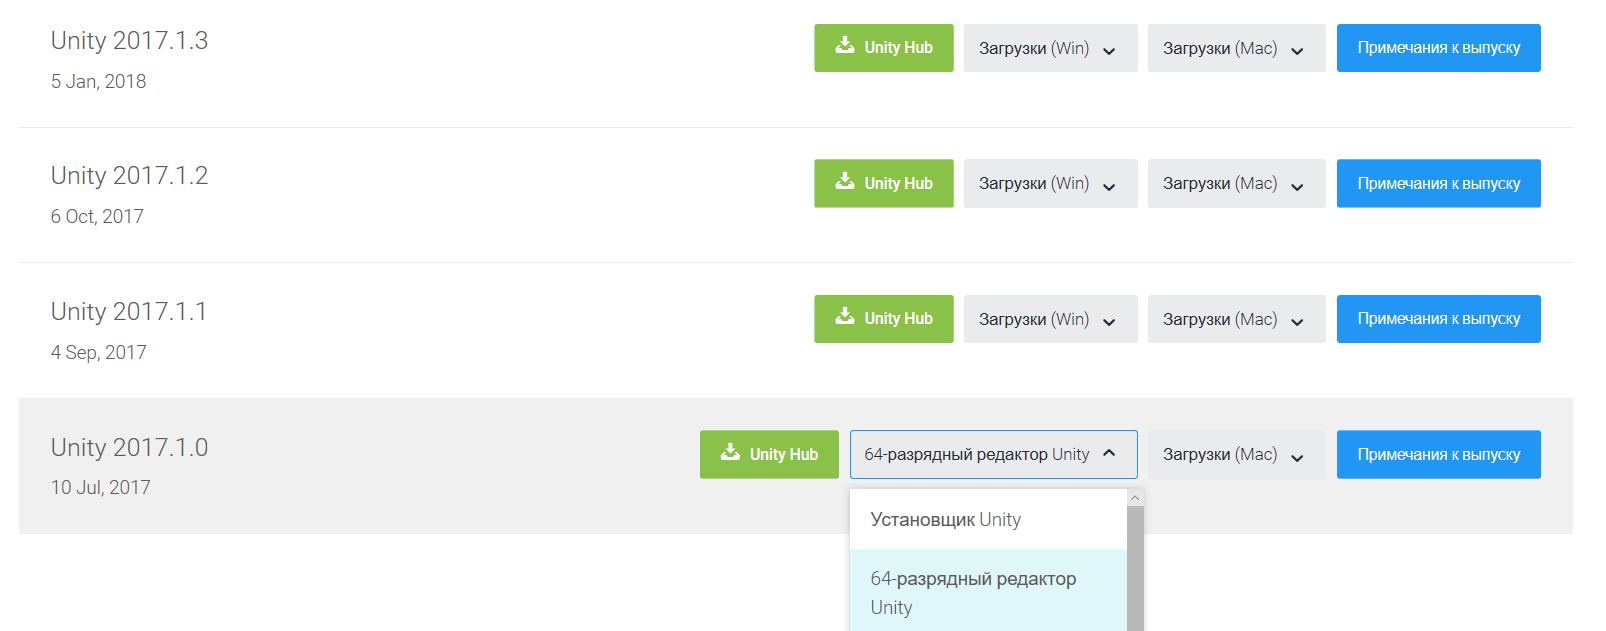 Unity 2017.1.3
Unity Hub
Загрузки (Win)
Загрузки (Mac)
Примечания к выпуску
5 Jan, 2018
Unity 2017.1.2
Unity Hub
Загрузки (Win)
Загрузки (Mac)
Примечания к выпуску
6 Oct, 2017
Unity 2017.1.1
Unity Hub
Загрузки (Win)
Загрузки (Mac)
Примечания к выпуску
4 Sep, 2017
Unity 2017.1.0
Unity Hub
64-разрядный редактор Unity
Загрузки (Mac)
Примечания к выпуску
10 Jul, 2017
Установщик Unity
64-разрядный редактор
Unity